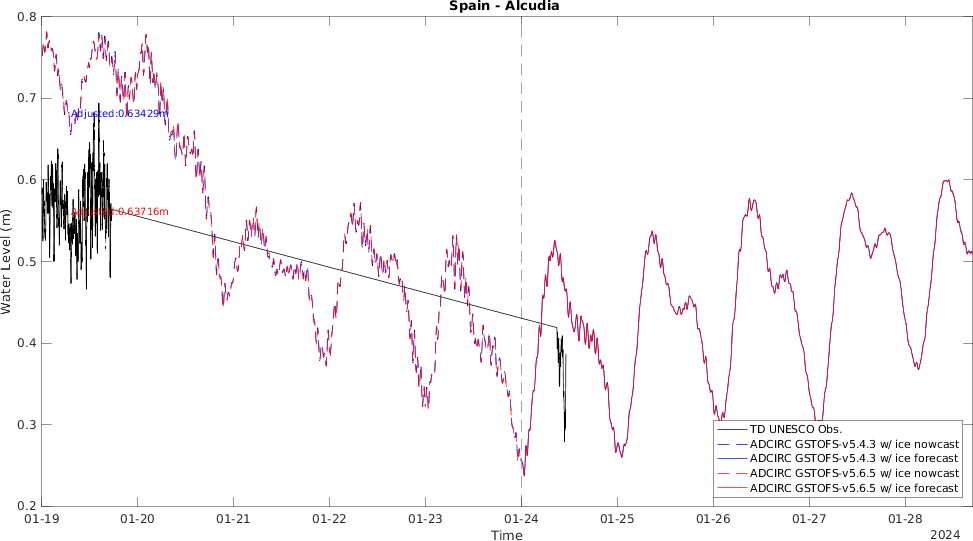 Spain - Alcudia
0.8
0.7
0.6
0.5
0.4
0.3
0.2
Water Level (m)
Adjusted:0.63429m
Adjusted:0.63716m
TD UNESCO Obs.
ADCIRC GSTOFS-v5.4.3 w/ ice nowcast
ADCIRC GSTOFS-v5.4.3 w/ ice forecast
ADCIRC GSTOFS-v5.6.5 w/ ice nowcast
ADCIRC GSTOFS-v5.6.5 w/ ice forecast
01-19 01-20 01-21 01-22 01-23 01-24 01-25 01-26 01-27 01-28
Time
2024